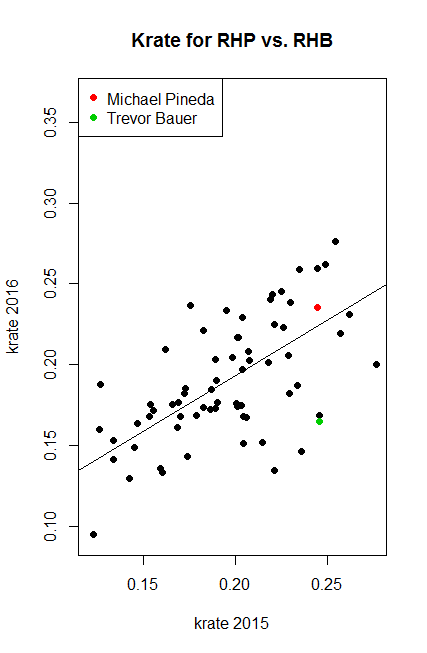 Krate for RHP vs. RHB
Michael Pineda
Trevor Bauer
0.35
0.30
0.25
0.20
0.15
0.10
krate 2016
0.15 0.20 0.25
krate 2015